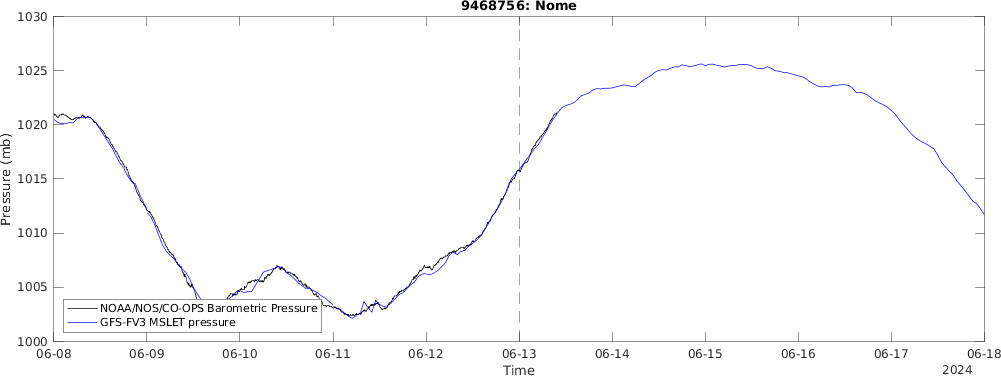 9468756: Nome
1030
1025
1020
1015
1010
1005
1000
Pressure (mb)
NOAA/NOS/CO-OPS Barometric Pressure
GFS-FV3 MSLET pressure
06-08 06-09 06-10 06-11 06-12 06-13 06-14 06-15 06-16 06-17 06-18
Time
2024